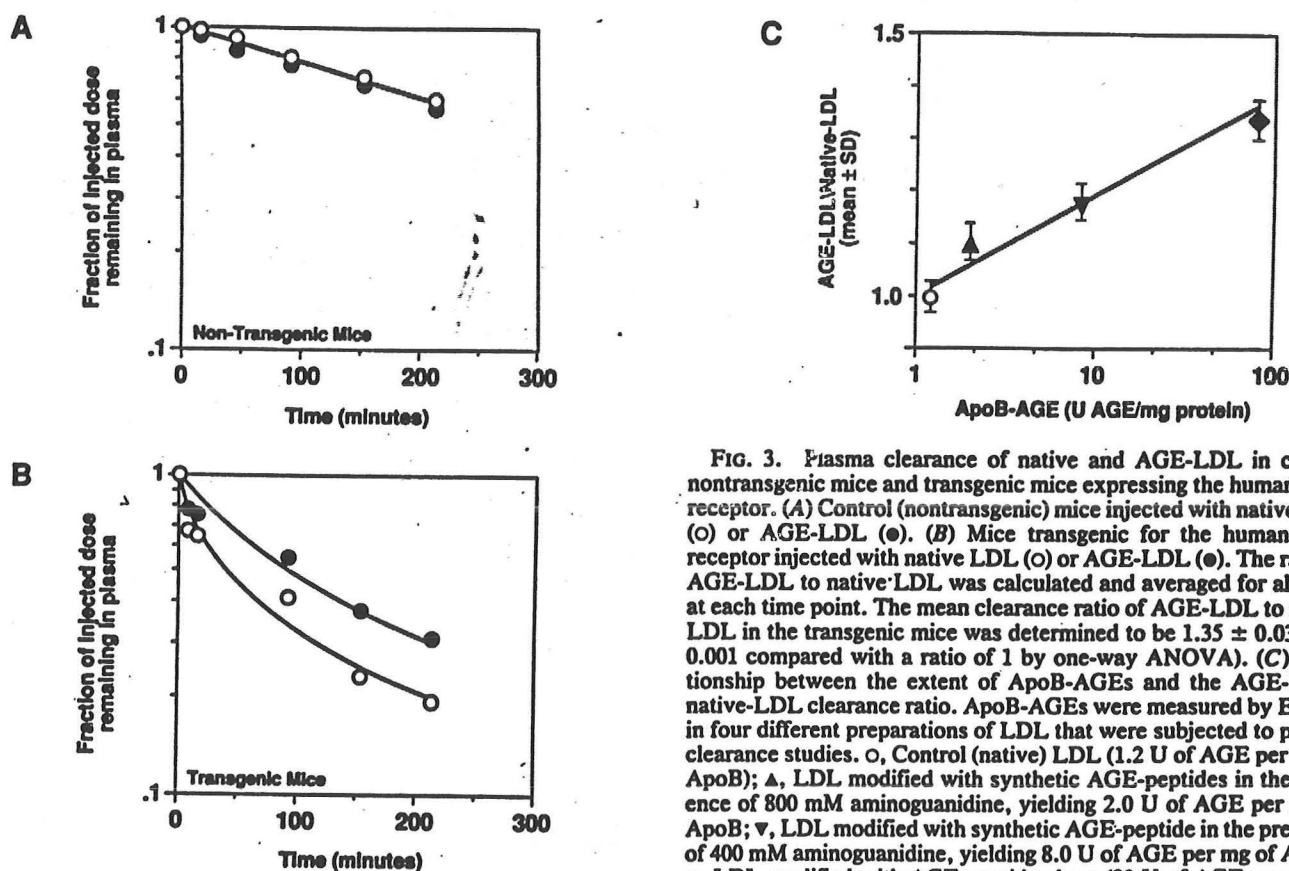 A
1
Fraction of injected dose
remaining in plasma
.1
Non-Transgenic Mice
0 100 200 300
Time (minutes)
B
1
Fraction of injected dose
remaining in plasma
.1
Transgenic Mice
0 100 200 300
Time (minutes)
C
1.5
AGE-LDL\Native-LDL
(mean ± SD)
1.0
1 10 100
ApoB-AGE (U AGE/mg protein)
FIG. 3. Plasma clearance of native and AGE-LDL in c
nontransgenic mice and transgenic mice expressing the human
receptor. (A) Control (nontransgenic) mice injected with native
(○) or AGE-LDL (●). (B) Mice transgenic for the human
receptor injected with native LDL (○) or AGE-LDL (●). The r
AGE-LDL to native LDL was calculated and averaged for al
at each time point. The mean clearance ratio of AGE-LDL to
LDL in the transgenic mice was determined to be 1.35 ± 0.03
0.001 compared with a ratio of 1 by one-way ANOVA). (C)
tionship between the extent of ApoB-AGEs and the AGE-
native-LDL clearance ratio. ApoB-AGEs were measured by E
in four different preparations of LDL that were subjected to p
clearance studies. ○, Control (native) LDL (1.2 U of AGE per
ApoB); ▲, LDL modified with synthetic AGE-peptides in the
ence of 800 mM aminoguanidine, yielding 2.0 U of AGE per
ApoB; ▼, LDL modified with synthetic AGE-peptide in the pre
of 400 mM aminoguanidine, yielding 8.0 U of AGE per mg of A